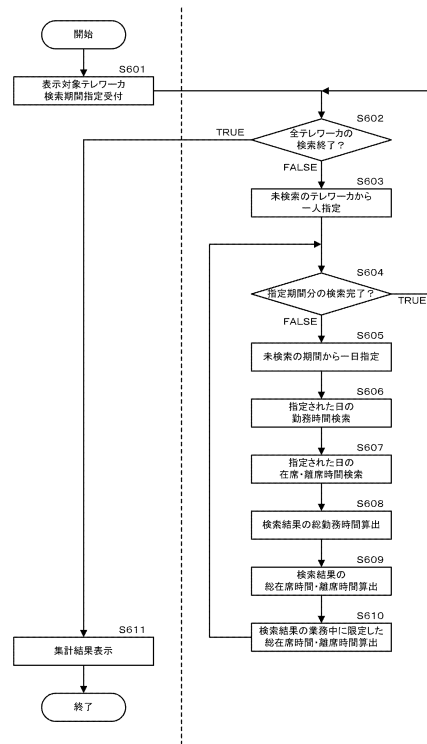 開始
S601
表示対象テレワーカ
検索期間指定受付
S602
全テレワーカの
検索終了?
TRUE
FALSE
S603
未検索のテレワーカから
一人指定
S604
指定期間分の検索完了?
TRUE
FALSE
S605
未検索の期間から一日指定
S606
指定された日の
勤務時間検索
S607
指定された日の
在席・離席時間検索
S608
検索結果の総勤務時間算出
S609
検索結果の
総在席時間・離席時間算出
S610
検索結果の業務中に限定した
総在席時間・離席時間算出
S611
集計結果表示
終了